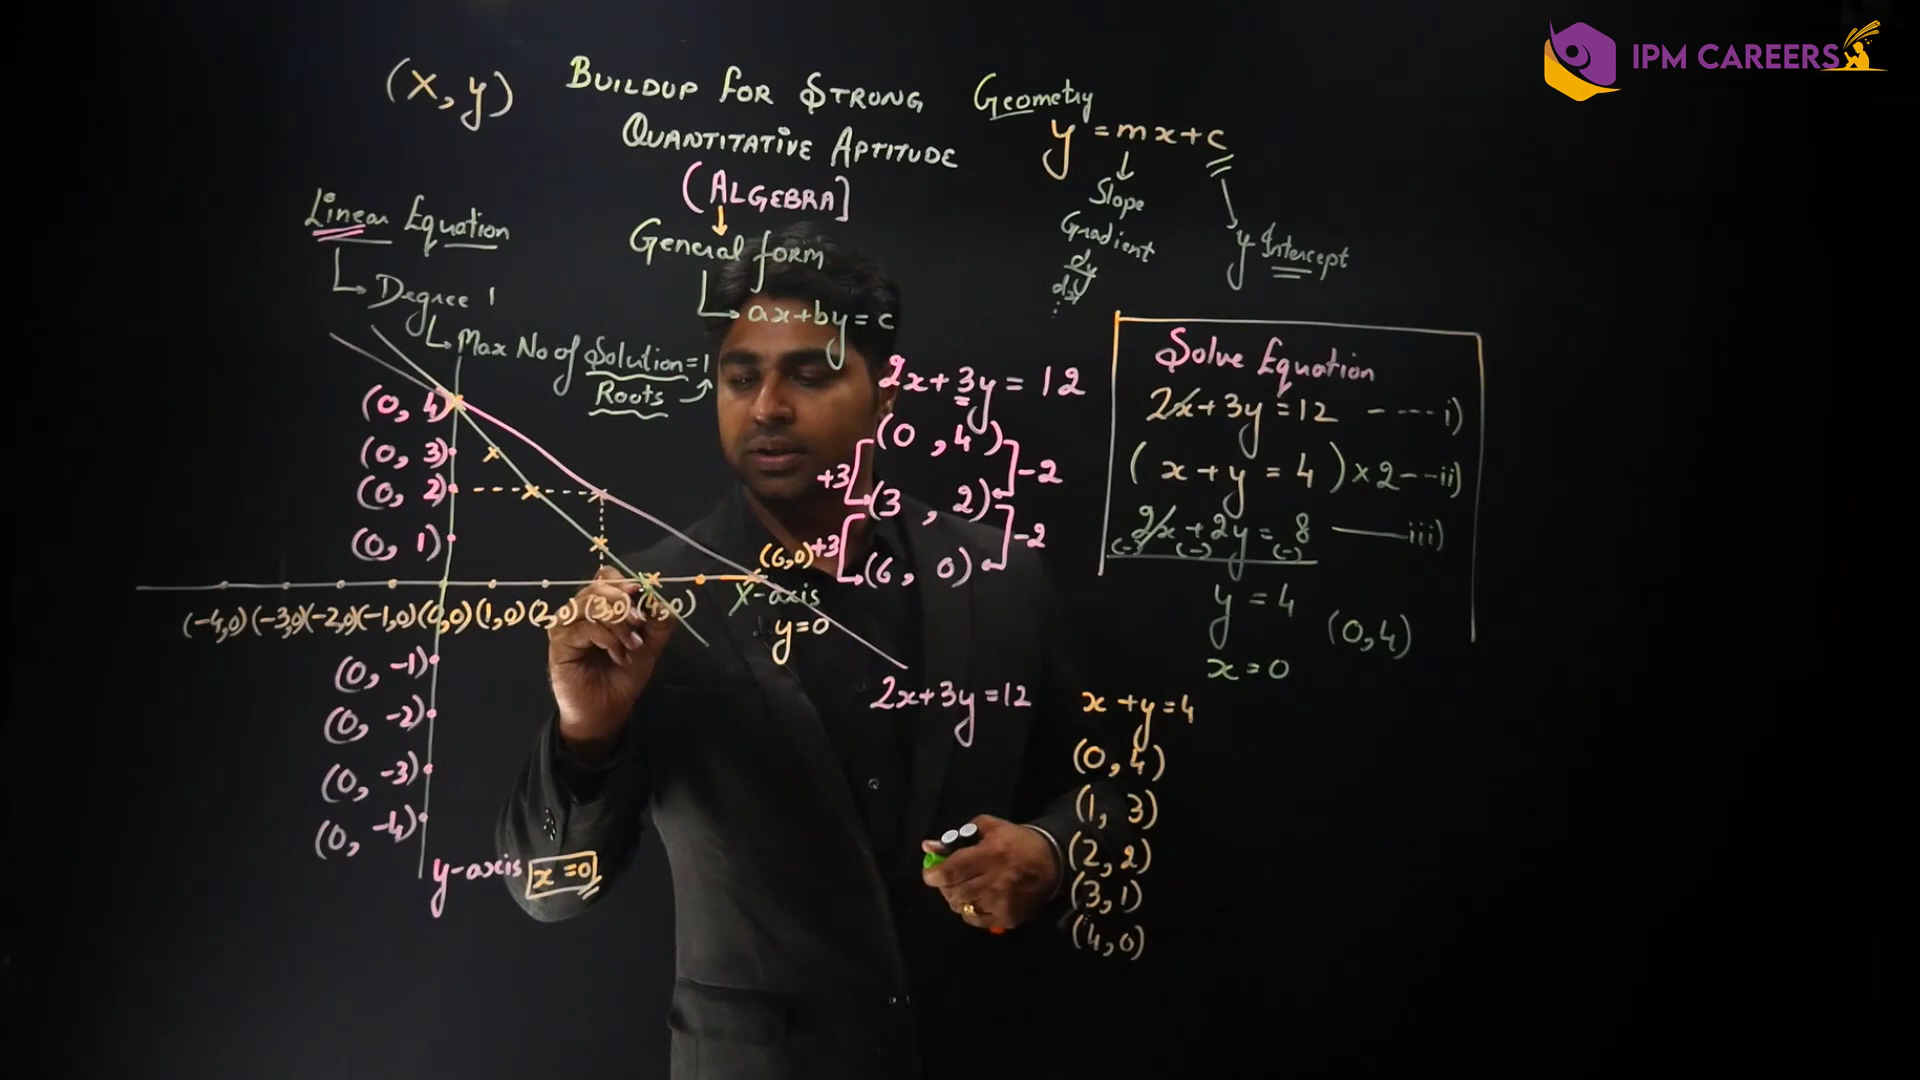 IPM CAREERS
(x, y)
BUILDUP FOR STRONG
QUANTITATIVE APTITUDE
(ALGEBRA]
General form
ax+by=c
Geometry
y = mx+c
Slope
Gradient
dy
dx
y Intercept
Linear Equation
Degree 1
Max No of Solution=1
Roots
(0, 4)
(0, 3)
(0, 2)
(0, 1)
(-4,0) (-3,0) (-2,0) (-1,0) (0,0) (1,0) (2,0) (3,0) (4,0)
(6,0)
X-axis
y=0
(0, -1)
(0, -2)
(0, -3)
(0, -4)
y-axis x=0
2x+3y=12
2x+3y=12
(0, 4)
+3 -2
(3, 2)
+3 -2
(6, 0)
Solve Equation
2x+3y=12 ---- i)
(x+y=4)×2--ii)
2x+2y=8 —— iii)
(-) (-) (-)
y=4
x=0
(0,4)
x+y=4
(0,4)
(1, 3)
(2, 2)
(3,1)
(4,0)